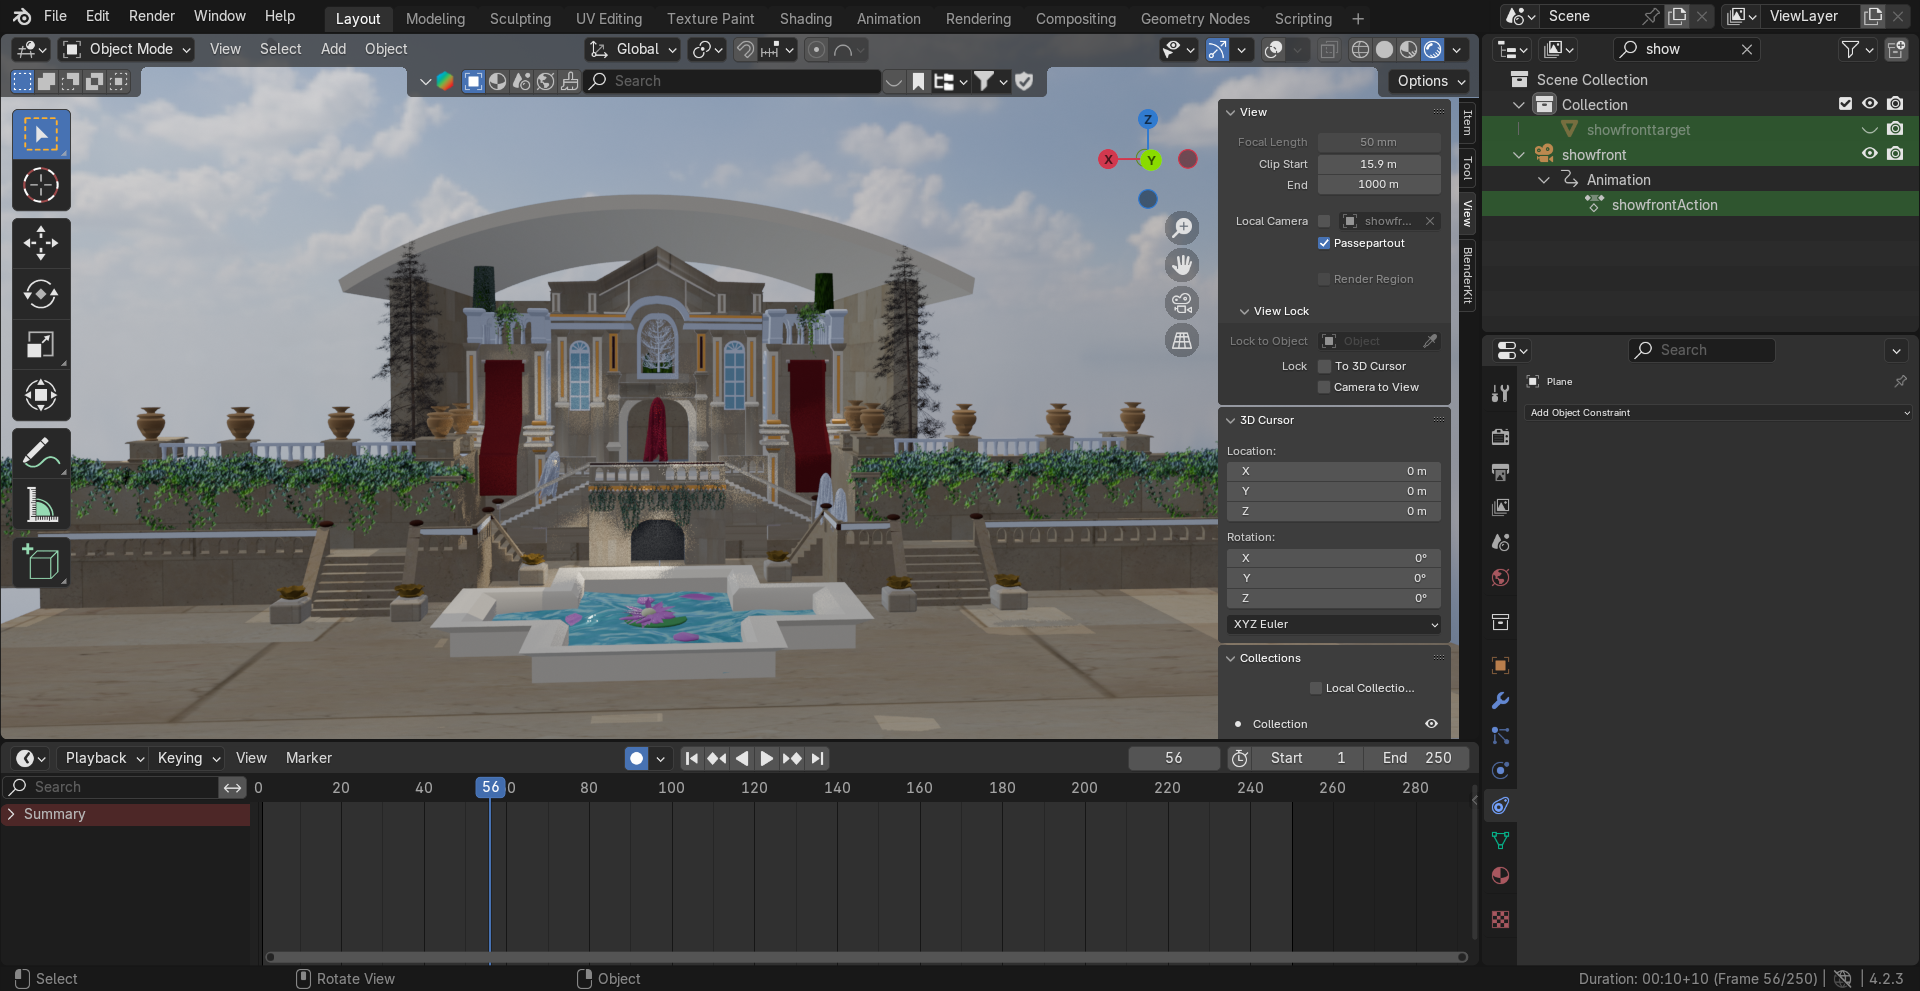 File Edit Render Window Help Layout Modeling Sculpting UV Editing Texture Paint Shading Animation Rendering Compositing Geometry Nodes Scripting Scene ViewLayer
Object Mode View Select Add Object Global show
Search Options
Scene Collection
Collection
showfronttarget
showfront
Animation
showfrontAction
Z
X
Y
View
Focal Length 50 mm
Clip Start 15.9 m
End 1000 m
Local Camera showfr...
Passepartout
Render Region
View Lock
Lock to Object Object
Lock To 3D Cursor
Camera to View
3D Cursor
Location:
X 0 m
Y 0 m
Z 0 m
Rotation:
X 0°
Y 0°
Z 0°
XYZ Euler
Collections
Local Collectio...
Collection
Item
Tool
View
BlenderKit
Search
Plane
Add Object Constraint
Playback Keying View Marker 56 Start 1 End 250
Search 0 20 40 56 0 80 100 120 140 160 180 200 220 240 260 280
Summary
Select Rotate View Object Duration: 00:10+10 (Frame 56/250) 4.2.3